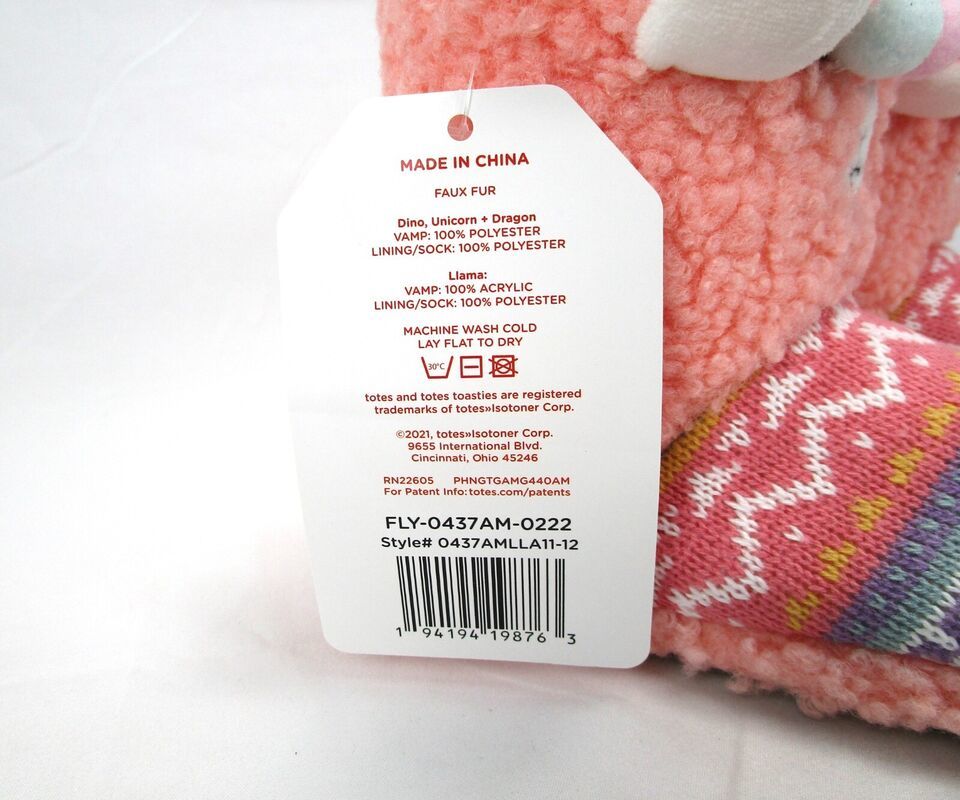 MADE IN CHINA
FAUX FUR
Dino, Unicorn + Dragon
VAMP: 100% POLYESTER
LINING/SOCK: 100% POLYESTER
Llama:
VAMP: 100% ACRYLIC
LINING/SOCK: 100% POLYESTER
MACHINE WASH COLD
LAY FLAT TO DRY
30°C
totes and totes toasties are registered
trademarks of totes»Isotoner Corp.
©2021, totes»Isotoner Corp.
9655 International Blvd.
Cincinnati, Ohio 45246
RN22605 PHNGTGAMG440AM
For Patent Info: totes.com/patents
FLY-0437AM-0222
Style# 0437AMLLA11-12
1 94194 19876 3